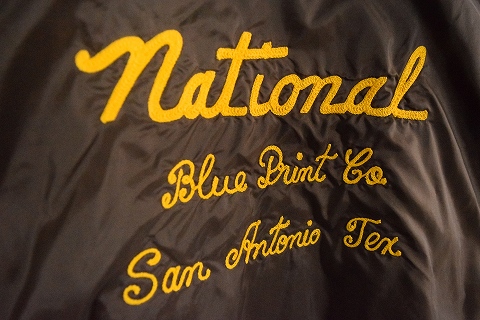 National
Blue Print Co.
San Antonio Tex